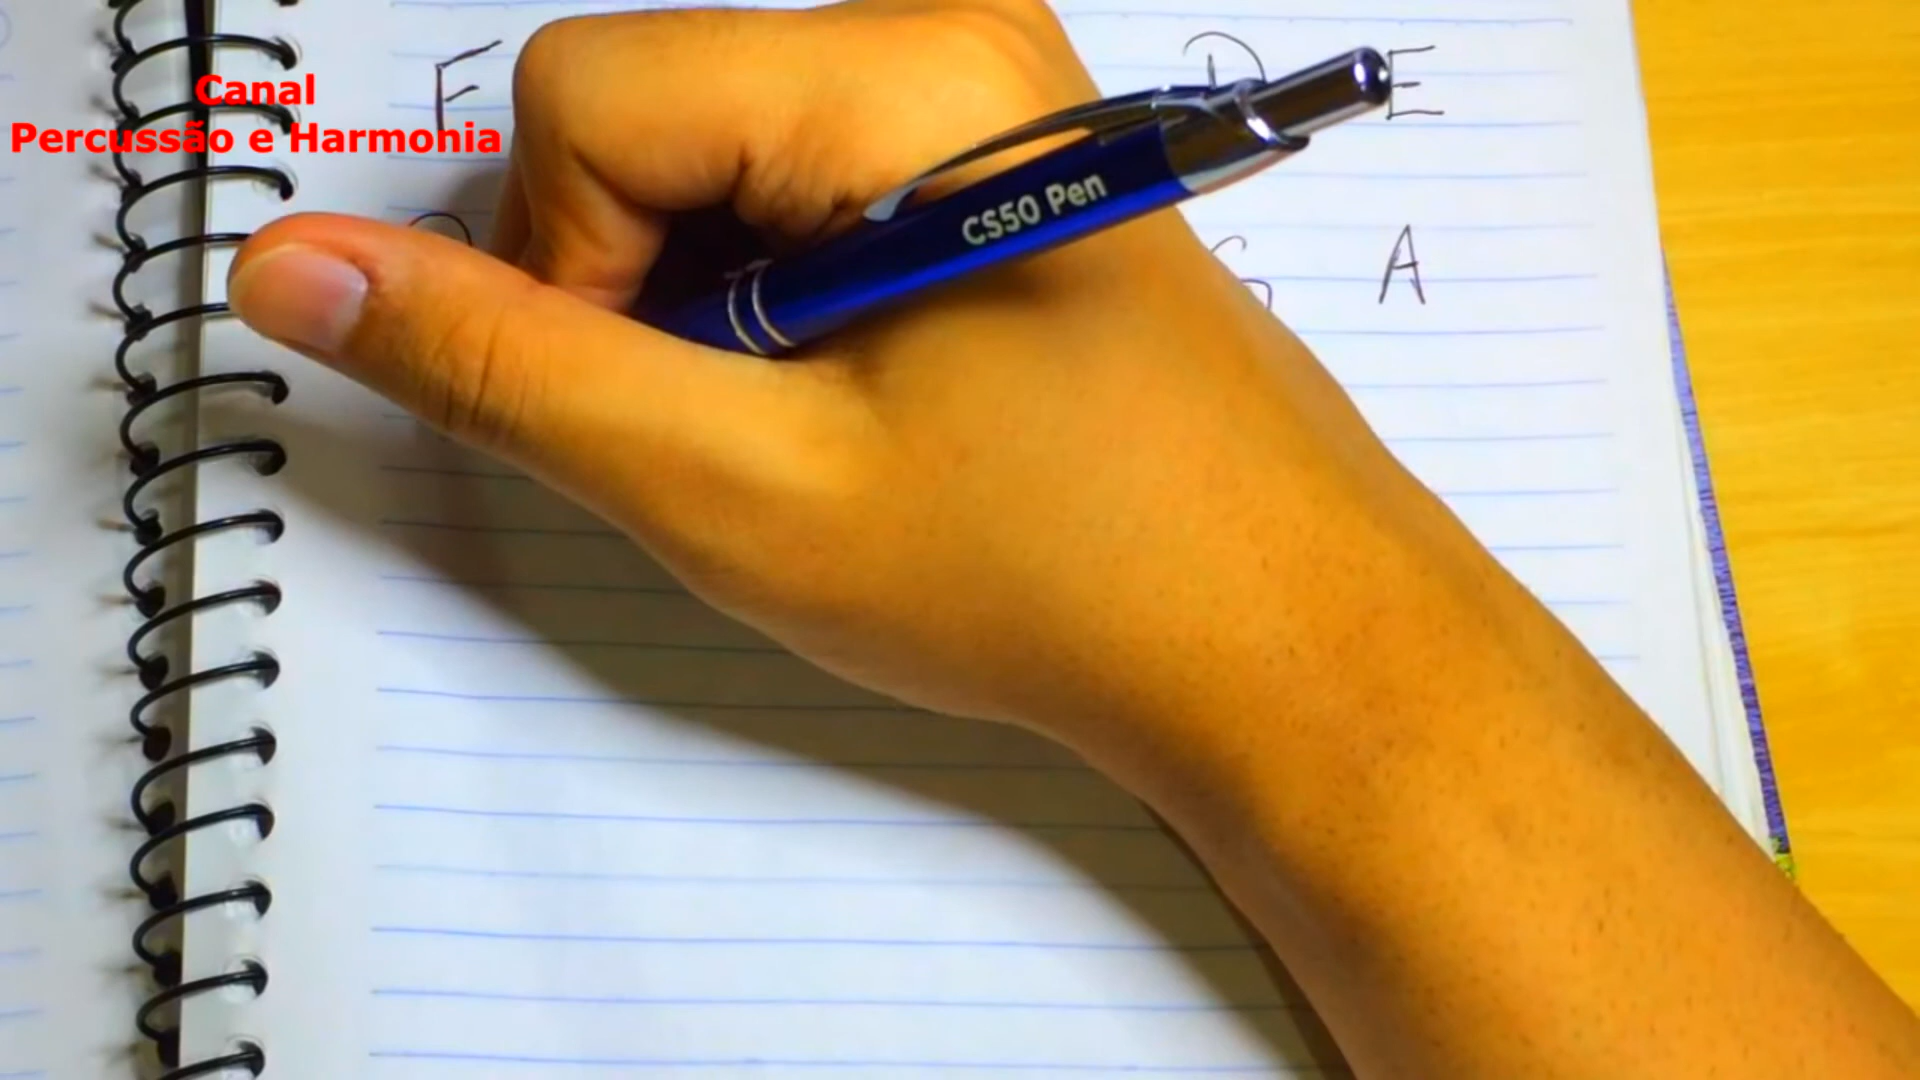 Canal
Percussão e Harmonia
F D E
CS50 Pen
G A